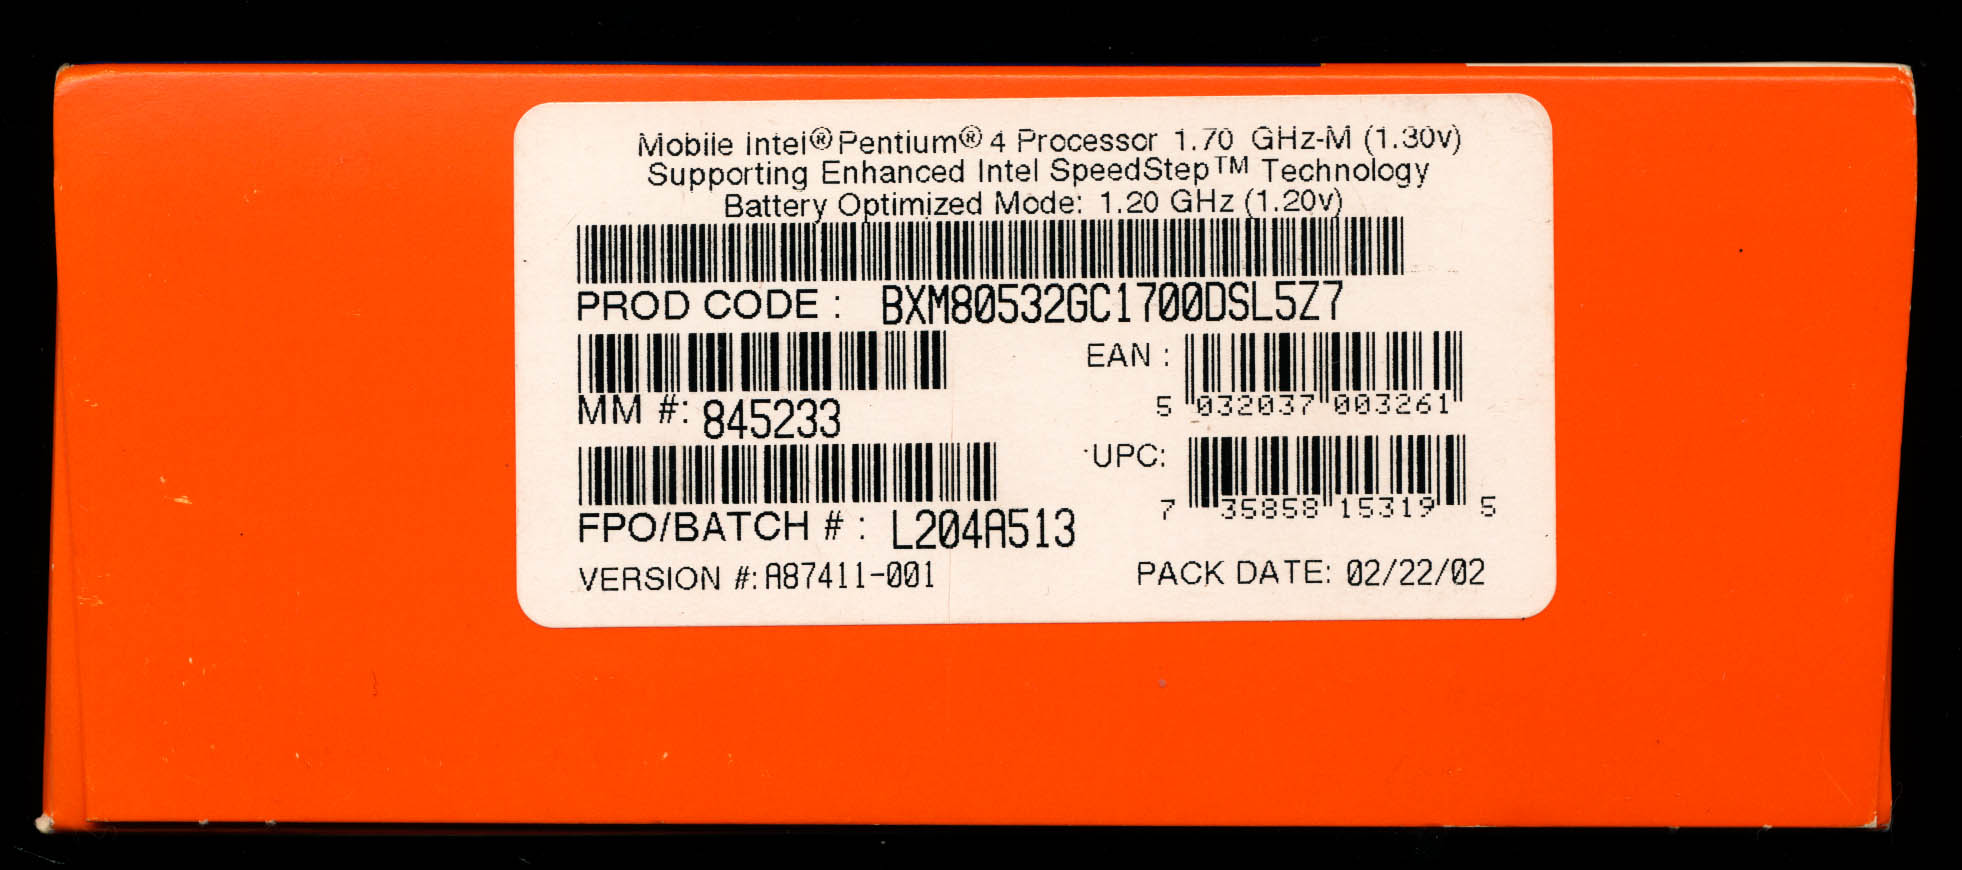 Mobile Intel® Pentium® 4 Processor 1.70 GHz-M (1.30v)
Supporting Enhanced Intel SpeedStep™ Technology
Battery Optimized Mode: 1.20 GHz (1.20v)
PROD CODE : BXM80532GC1700DSL5Z7
EAN :
5 032037 003261
MM #: 845233
UPC:
7 35858 15319 5
FPO/BATCH # : L204A513
VERSION #: A87411-001 PACK DATE: 02/22/02